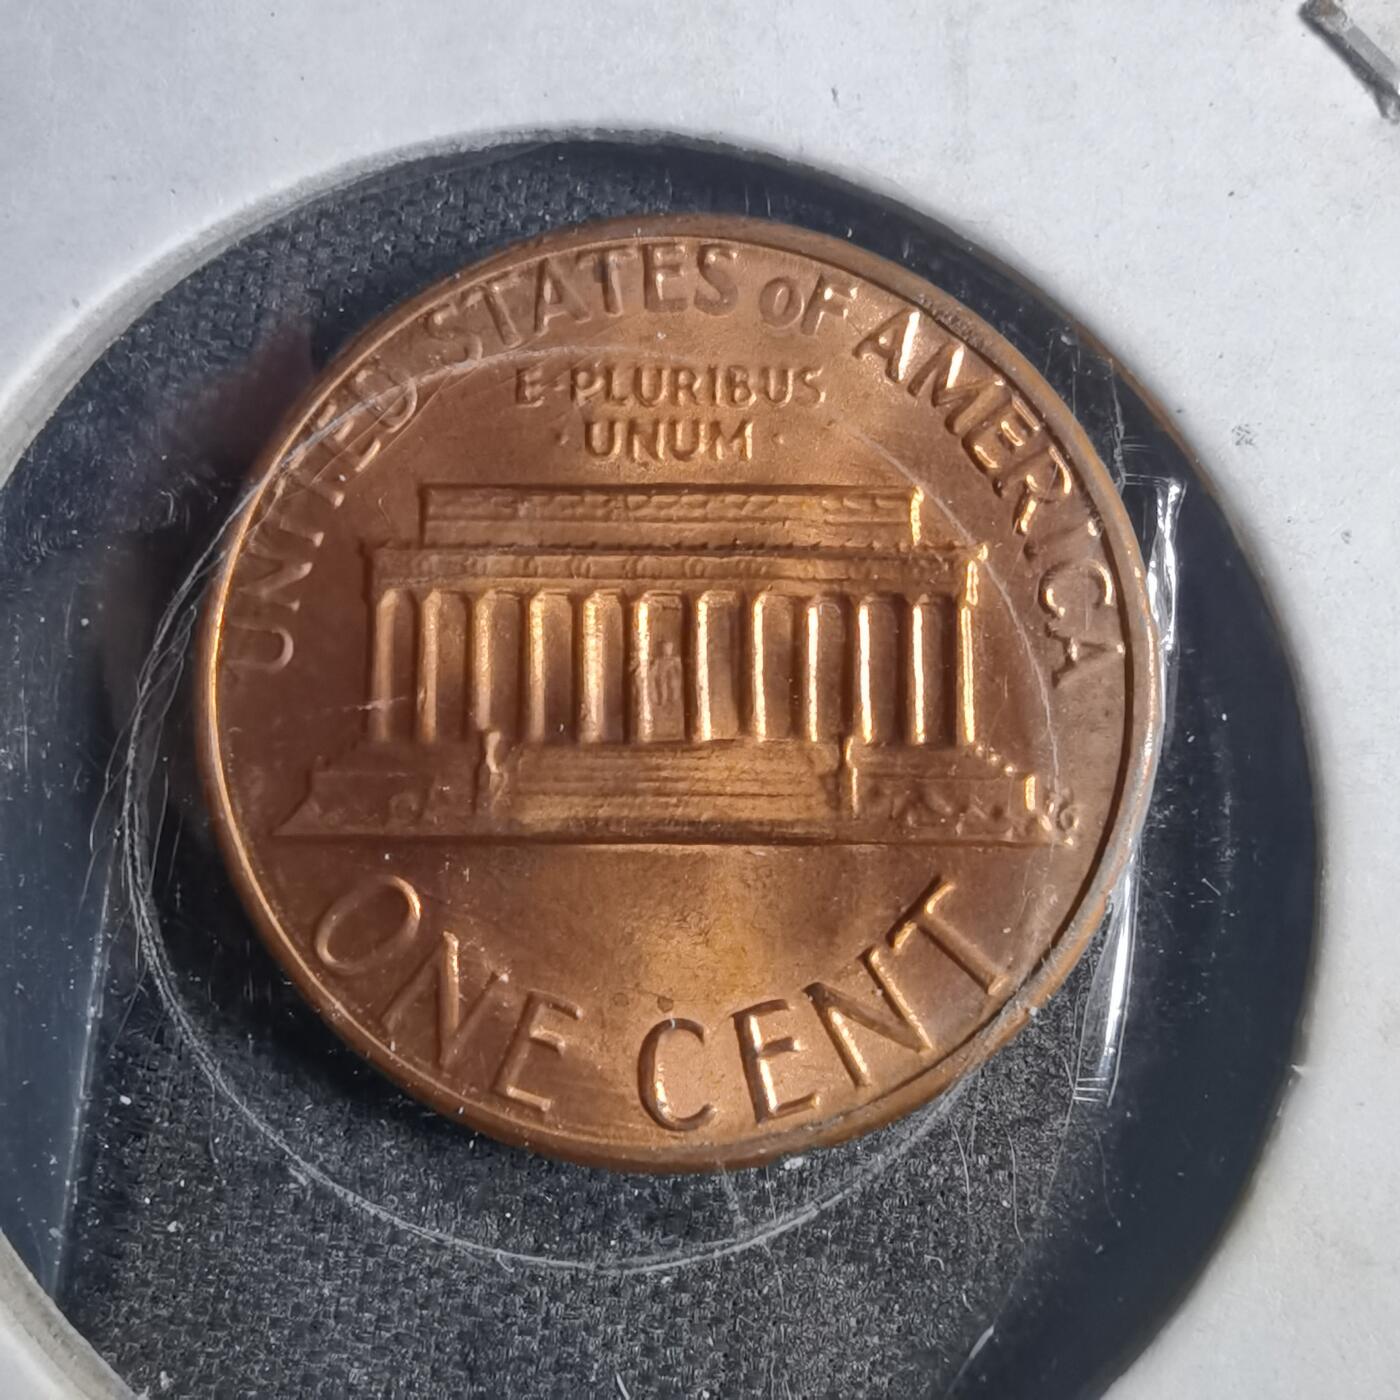 UNITED STATES oF AMERICA
E·PLURIBUS
·UNUM·
ONE CENT